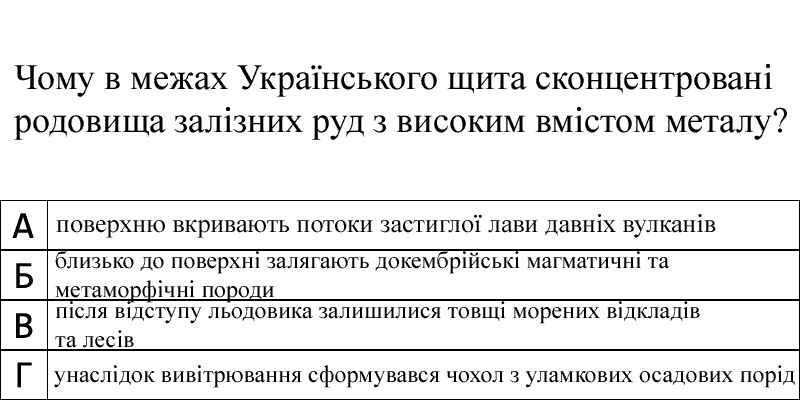 Чому в межах Українського щита сконцентровані
родовища залізних руд з високим вмістом металу?
А поверхню вкривають потоки застиглої лави давніх вулканів
Б близько до поверхні залягають докембрійські магматичні та
метаморфічні породи
В після відступу льодовика залишилися товщі морених відкладів
та лесів
Г унаслідок вивітрювання сформувався чохол з уламкових осадових порід